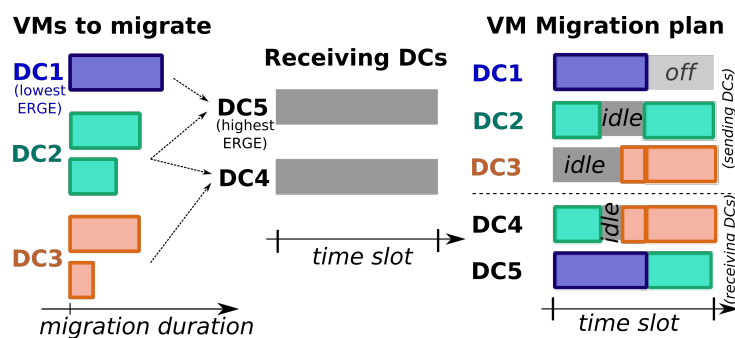 VMs to migrate
DC1
(lowest
ERGE)
DC2
DC3
migration duration
Receiving DCs
DC5
(highest
ERGE)
DC4
time slot
VM Migration plan
DC1
off
DC2
idle
DC3
idle
(sending DCs)
DC4
idle
DC5
(receiving DCs)
time slot